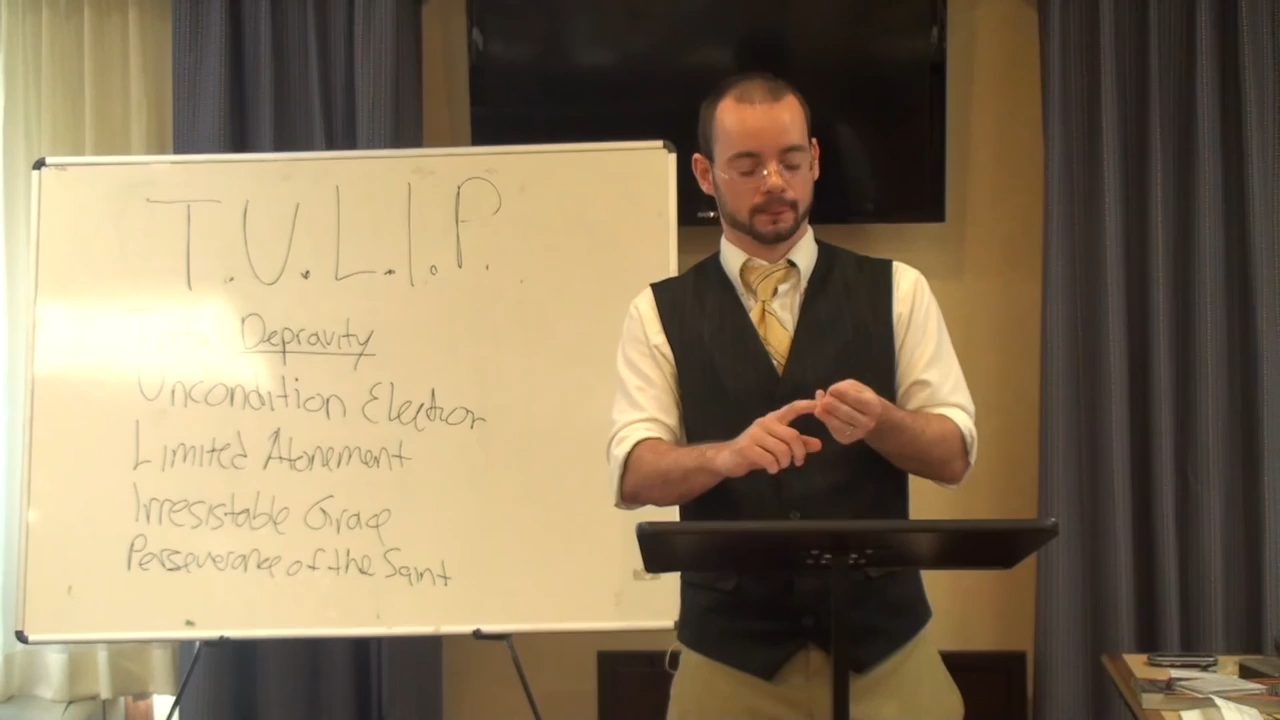 T.U.L.I.P.
Depravity
Uncondition Election
Limited Atonement
Irresistable Grace
Perseverance of the Saint